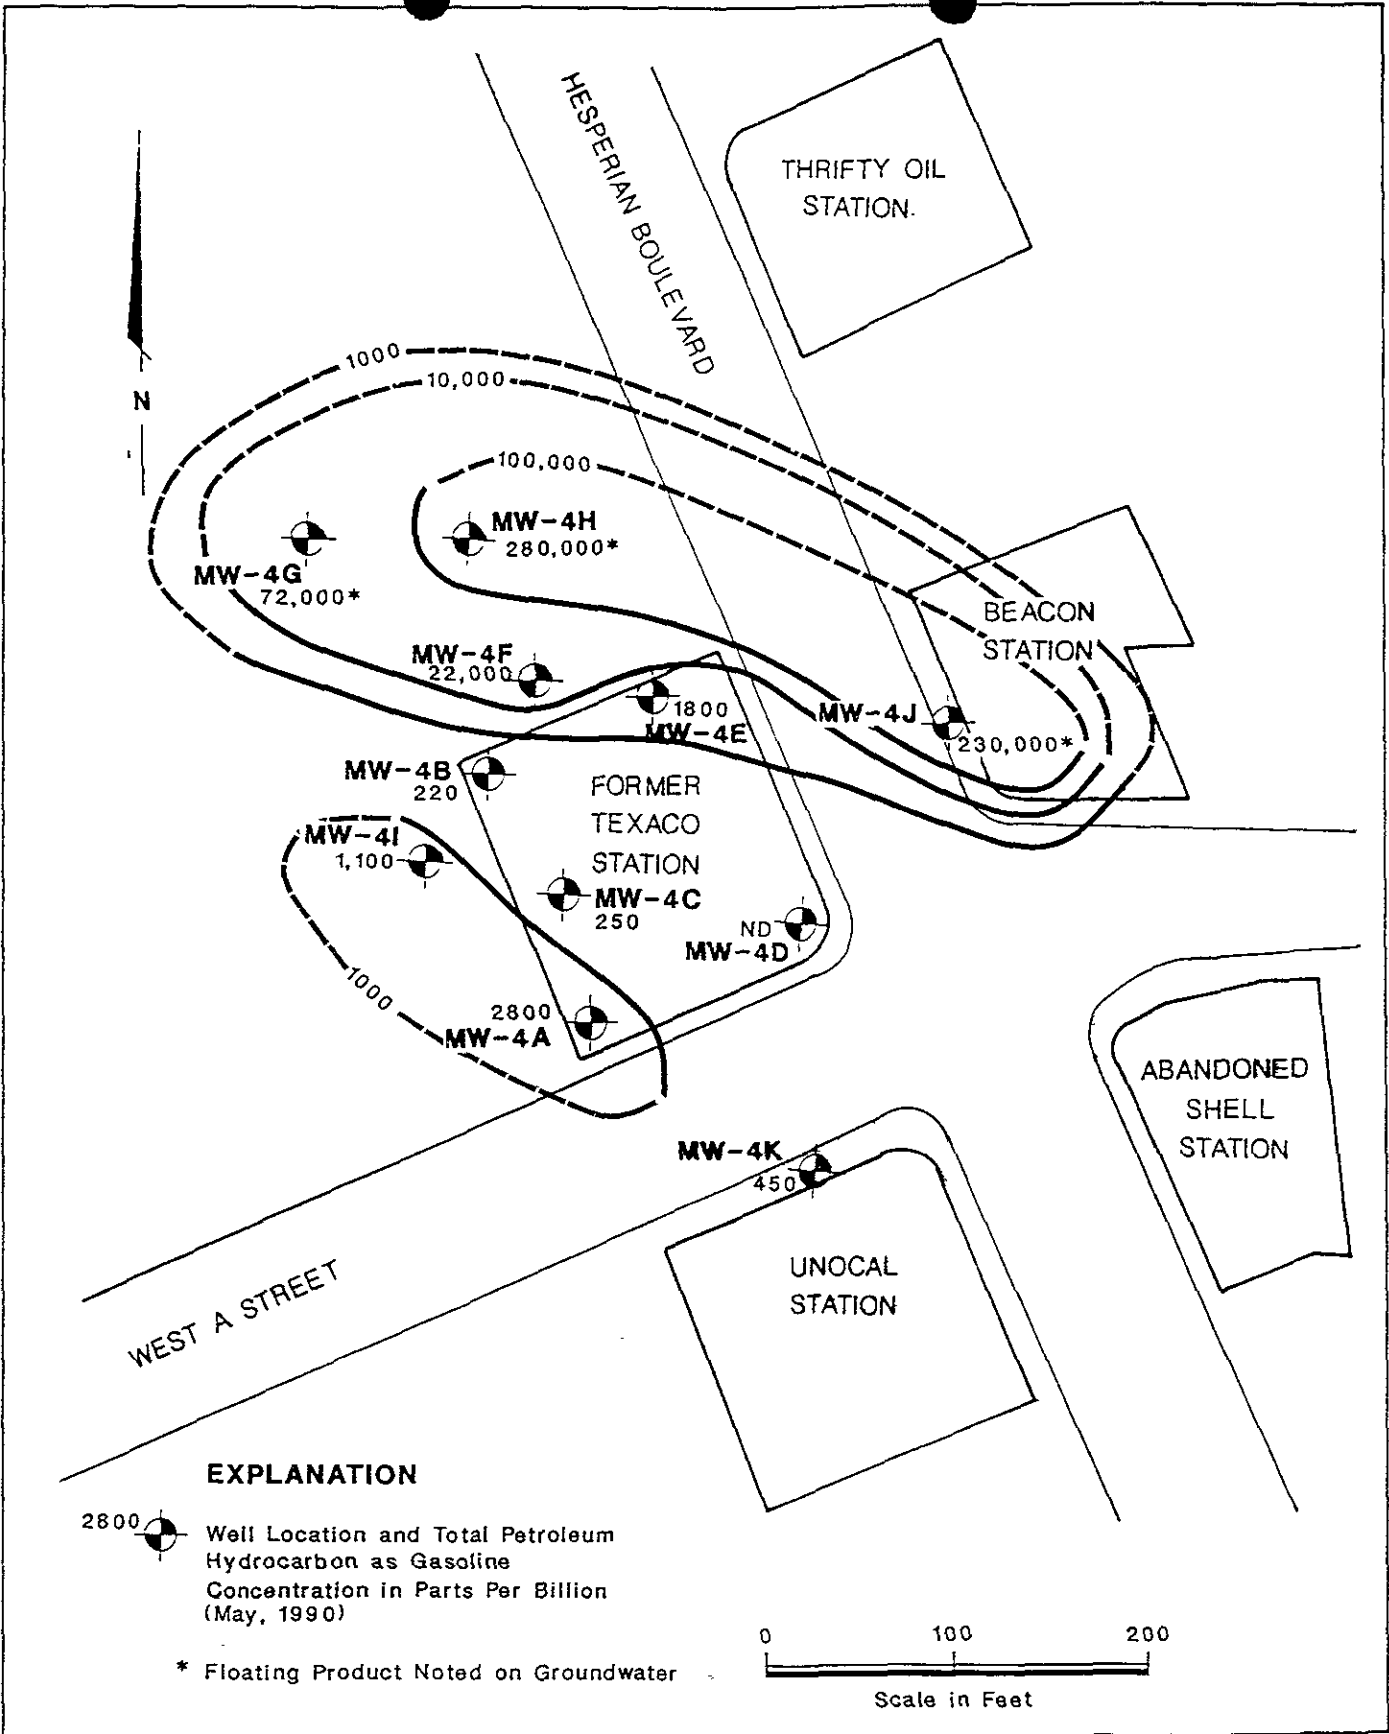 HESPERIAN BOULEVARD
THRIFTY OIL
STATION.
N
1000
10,000
100,000
MW-4H
280,000*
MW-4G
72,000*
BEACON
STATION
MW-4F
22,000
1800
MW-4E
MW-4J
230,000*
MW-4B
220
FORMER
TEXACO
STATION
MW-4I
1,100
MW-4C
250
ND
MW-4D
1000
2800
MW-4A
ABANDONED
SHELL
STATION
MW-4K
450
UNOCAL
STATION
WEST A STREET
EXPLANATION
2800
Well Location and Total Petroleum
Hydrocarbon as Gasoline
Concentration in Parts Per Billion
(May, 1990)
* Floating Product Noted on Groundwater
0 100 200
Scale in Feet